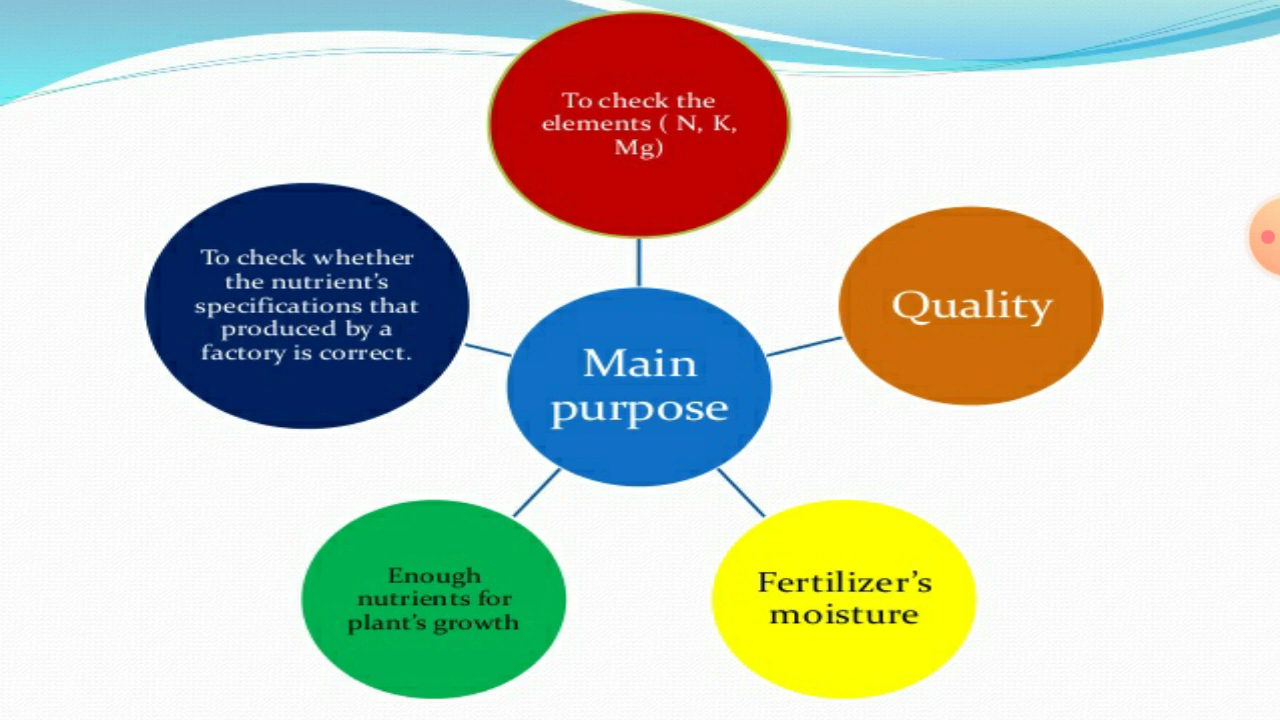 To check the
elements ( N, K,
Mg)
Quality
Fertilizer’s
moisture
Enough
nutrients for
plant’s growth
To check whether
the nutrient’s
specifications that
produced by a
factory is correct.
Main
purpose